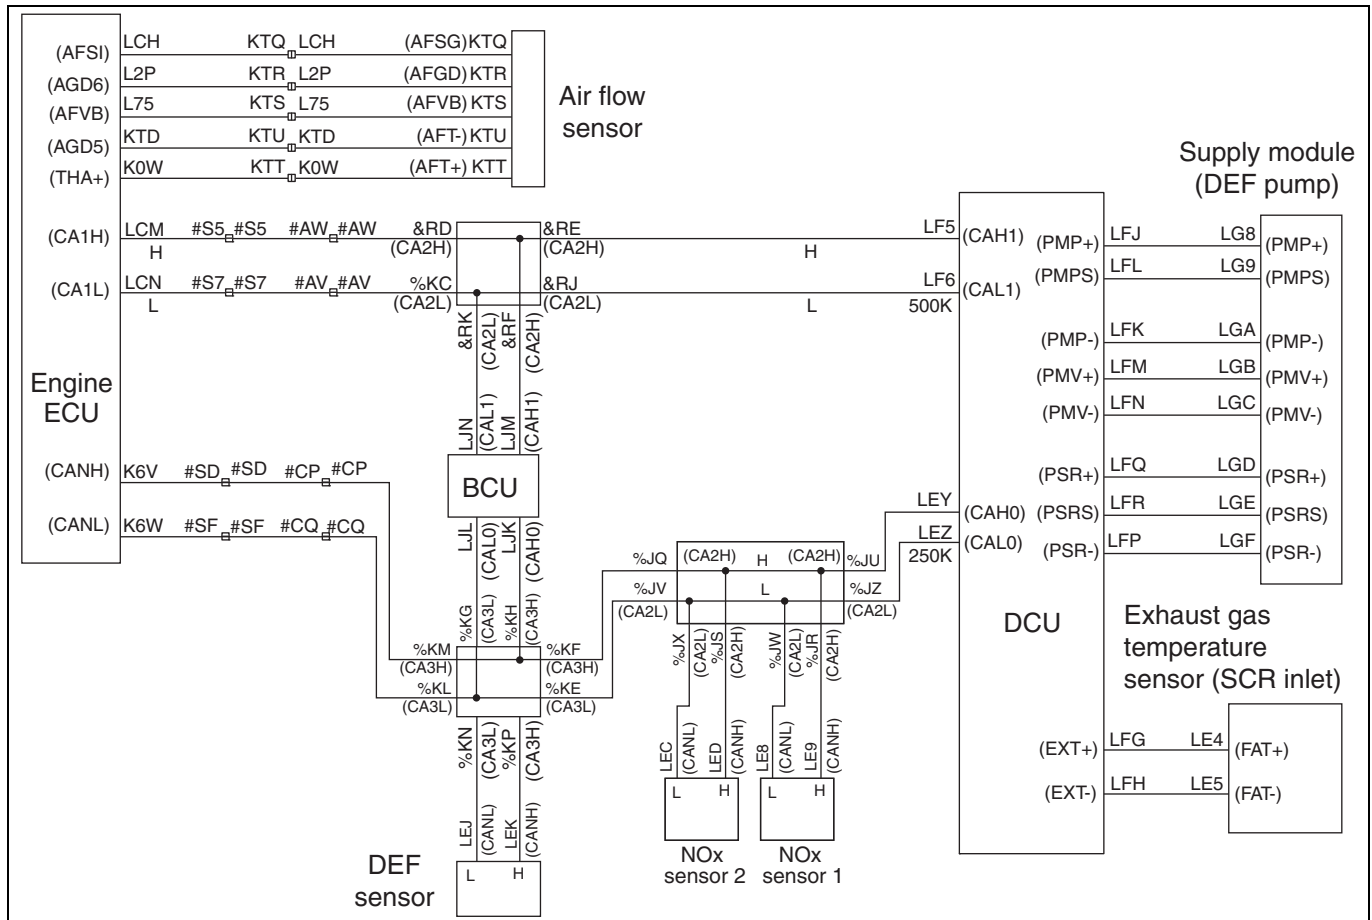 (AFSI) LCH KTQ LCH (AFSG) KTQ
(AGD6) L2P KTR L2P (AFGD) KTR
(AFVB) L75 KTS L75 (AFVB) KTS
(AGD5) KTD KTU KTD (AFT-) KTU
(THA+) K0W KTT K0W (AFT+) KTT
Air flow
sensor
Supply module
(DEF pump)
(CA1H) LCM #S5 #S5 #AW #AW &RD &RE LF5 (CAH1)
H (CA2H) (CA2H) H
(CA1L) LCN #S7 #S7 #AV #AV %KC &RJ LF6 (CAL1)
L (CA2L) (CA2L) L 500K
(PMP+) LFJ LG8 (PMP+)
(PMPS) LFL LG9 (PMPS)
(PMP-) LFK LGA (PMP-)
(PMV+) LFM LGB (PMV+)
(PMV-) LFN LGC (PMV-)
(PSR+) LFQ LGD (PSR+)
(PSRS) LFR LGE (PSRS)
(PSR-) LFP LGF (PSR-)
&RK (CA2L) &RF (CA2H)
LJN (CAL1) LJM (CAH1)
Engine
ECU
BCU
(CANH) K6V #SD #SD #CP #CP
(CANL) K6W #SF #SF #CQ #CQ
LJL (CAL0) LJK (CAH0)
%KG (CA3L) %KH (CA3H)
LEY (CAH0)
LEZ (CAL0)
250K
%JQ (CA2H) H (CA2H) %JU
%JV L %JZ
(CA2L) (CA2L)
%JX (CA2L) %JS (CA2H) %JW (CA2L) %JR (CA2H)
DCU
%KM %KF
(CA3H) (CA3H)
%KL %KE
(CA3L) (CA3L)
%KN (CA3L) %KP (CA3H)
LEC (CANL) LED (CANH) LE8 (CANL) LE9 (CANH)
L H L H
NOx
sensor 2
NOx
sensor 1
LEJ (CANL) LEK (CANH)
DEF
sensor
L H
Exhaust gas
temperature
sensor (SCR inlet)
(EXT+) LFG LE4 (FAT+)
(EXT-) LFH LE5 (FAT-)